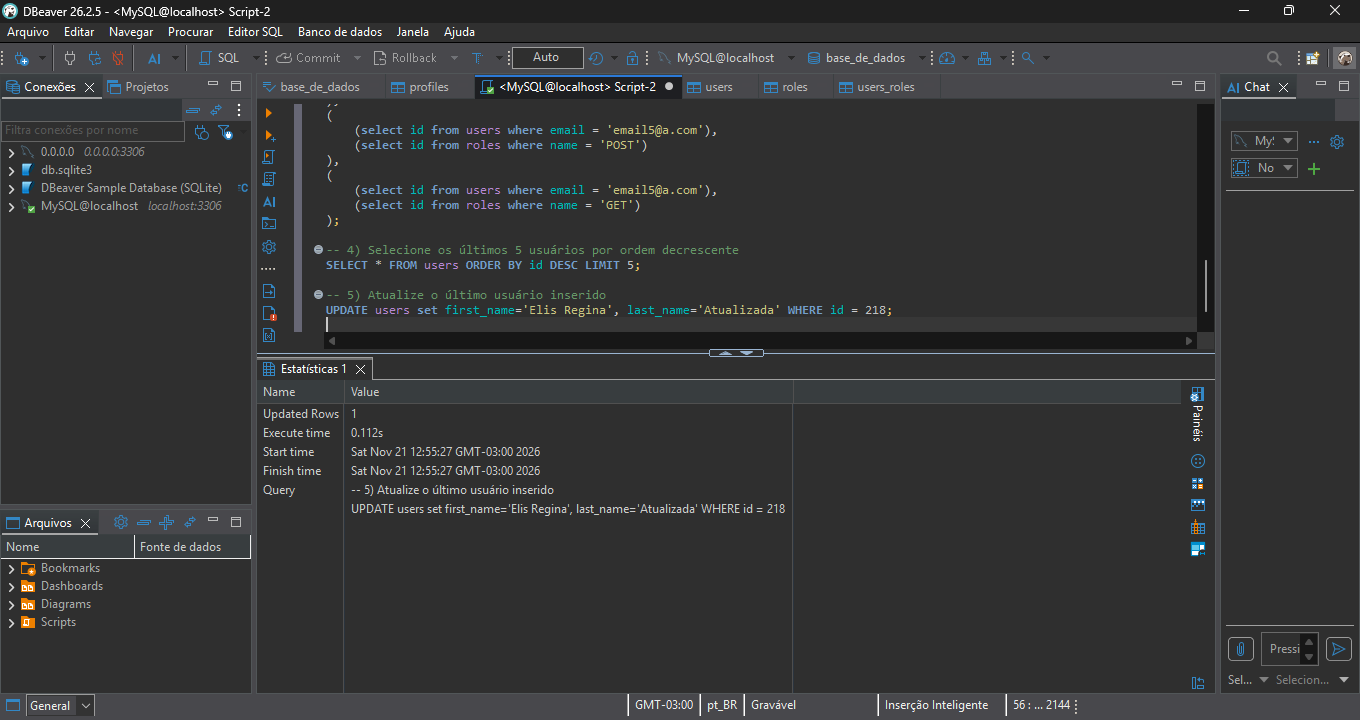 DBeaver 26.2.5 - <MySQL@localhost> Script-2
Arquivo Editar Navegar Procurar Editor SQL Banco de dados Janela Ajuda
AI SQL Commit Rollback T Auto MySQL@localhost base_de_dados
Conexões Projetos
Filtra conexões por nome
0.0.0.0 0.0.0.0:3306
db.sqlite3
DBeaver Sample Database (SQLite)
MySQL@localhost localhost:3306
base_de_dados profiles <MySQL@localhost> Script-2 users roles users_roles
(
(select id from users where email = 'email5@a.com'),
(select id from roles where name = 'POST')
),
(
(select id from users where email = 'email5@a.com'),
(select id from roles where name = 'GET')
);
-- 4) Selecione os últimos 5 usuários por ordem decrescente
SELECT * FROM users ORDER BY id DESC LIMIT 5;
-- 5) Atualize o último usuário inserido
UPDATE users set first_name='Elis Regina', last_name='Atualizada' WHERE id = 218;
AI
Estatísticas 1
Name Value
Updated Rows 1
Execute time 0.112s
Start time Sat Nov 21 12:55:27 GMT-03:00 2026
Finish time Sat Nov 21 12:55:27 GMT-03:00 2026
Query -- 5) Atualize o último usuário inserido
UPDATE users set first_name='Elis Regina', last_name='Atualizada' WHERE id = 218
Painéis
AI Chat
My:
No
Pressi
Sel... Selecion...
Arquivos
Nome Fonte de dados
Bookmarks
Dashboards
Diagrams
Scripts
General
GMT-03:00 pt_BR Gravável Inserção Inteligente 56 : ... 2144